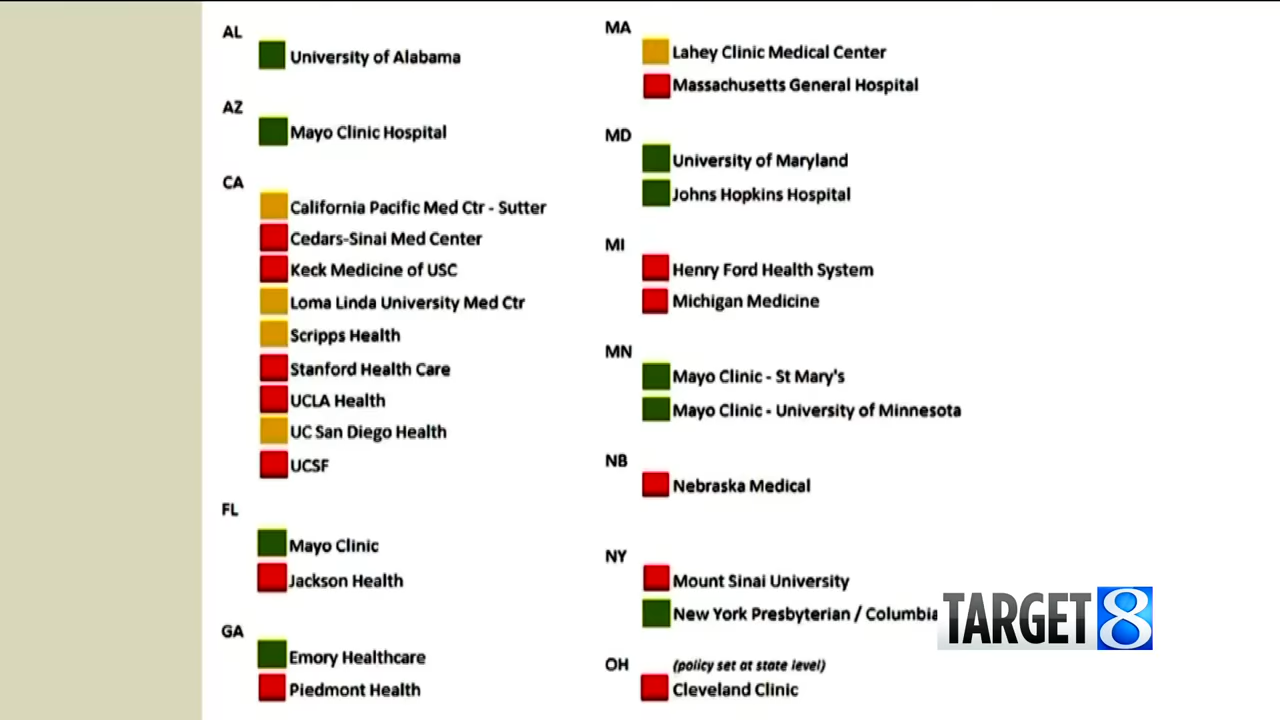 AL
University of Alabama
AZ
Mayo Clinic Hospital
CA
California Pacific Med Ctr - Sutter
Cedars-Sinai Med Center
Keck Medicine of USC
Loma Linda University Med Ctr
Scripps Health
Stanford Health Care
UCLA Health
UC San Diego Health
UCSF
FL
Mayo Clinic
Jackson Health
GA
Emory Healthcare
Piedmont Health
MA
Lahey Clinic Medical Center
Massachusetts General Hospital
MD
University of Maryland
Johns Hopkins Hospital
MI
Henry Ford Health System
Michigan Medicine
MN
Mayo Clinic - St Mary's
Mayo Clinic - University of Minnesota
NB
Nebraska Medical
NY
Mount Sinai University
New York Presbyterian / Columbia
OH (policy set at state level)
Cleveland Clinic
TARGET 8